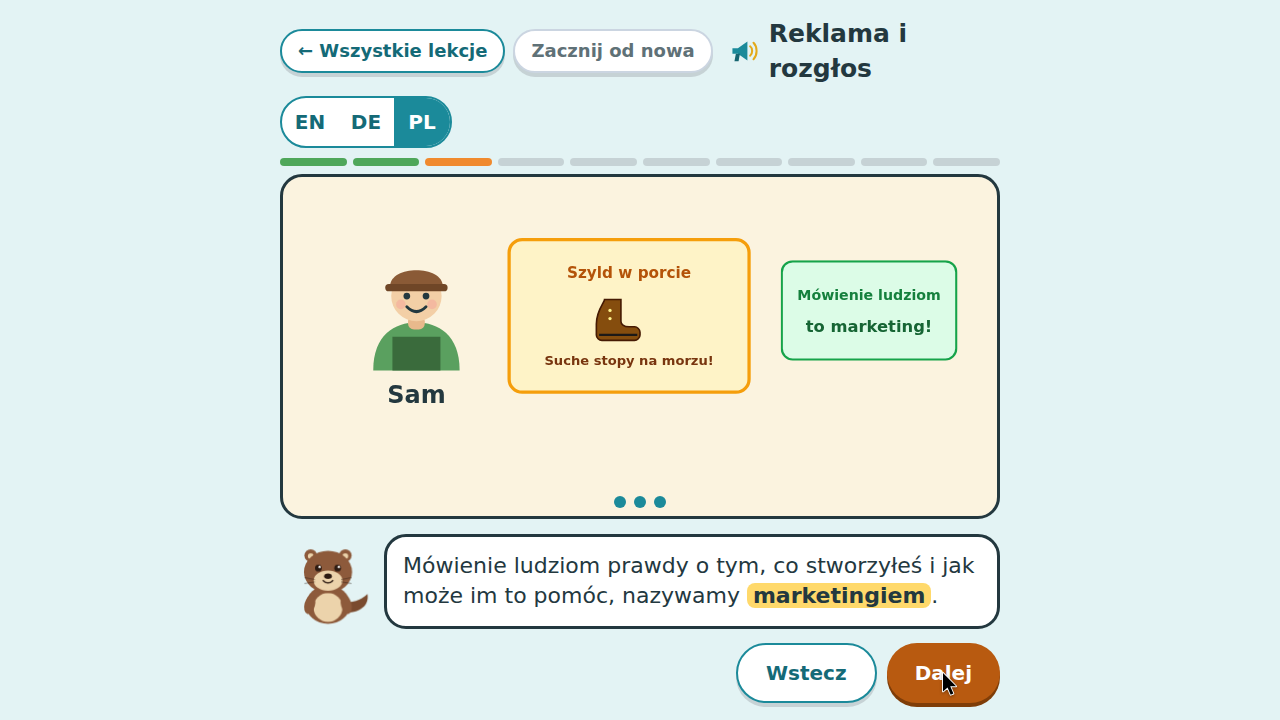 ← Wszystkie lekcje
Zacznij od nowa
Reklama i
rozgłos
EN DE PL
Szyld w porcie
Suche stopy na morzu!
Mówienie ludziom
to marketing!
Sam
Mówienie ludziom prawdy o tym, co stworzyłeś i jak
może im to pomóc, nazywamy marketingiem.
Wstecz
Dalej